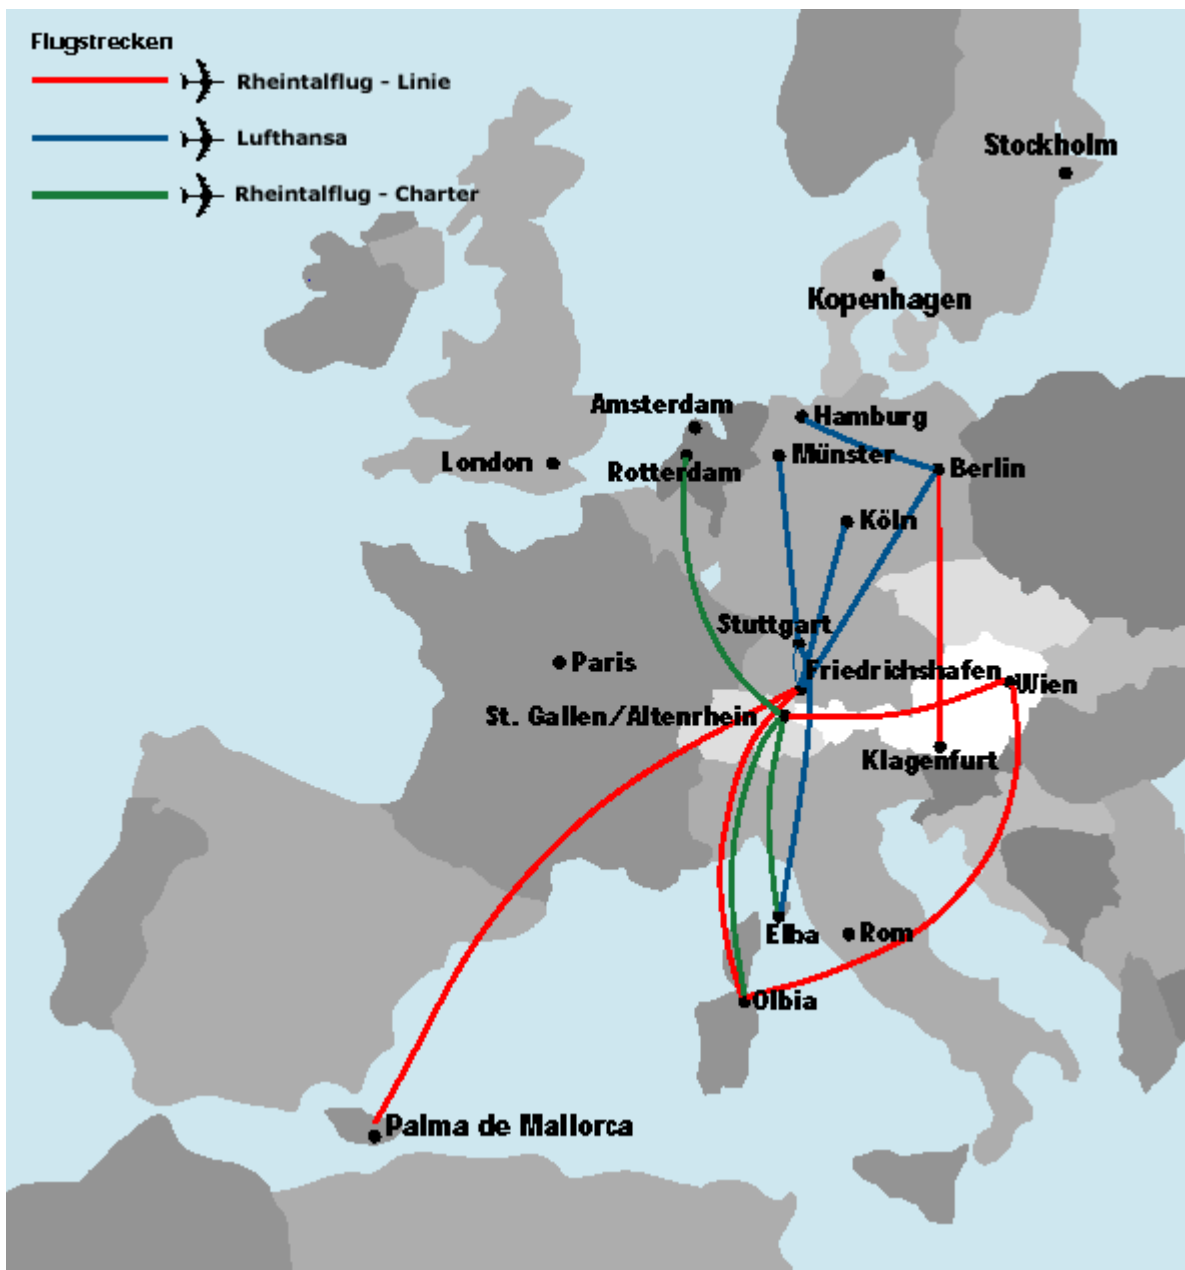 Flugstrecken
Rheintalflug - Linie
Lufthansa
Rheintalflug - Charter
Stockholm
Kopenhagen
Amsterdam
Hamburg
London
Rotterdam
Münster
Berlin
Köln
Stuttgart
Paris
Friedrichshafen
Wien
St. Gallen/Altenrhein
Klagenfurt
Elba
Rom
Olbia
Palma de Mallorca